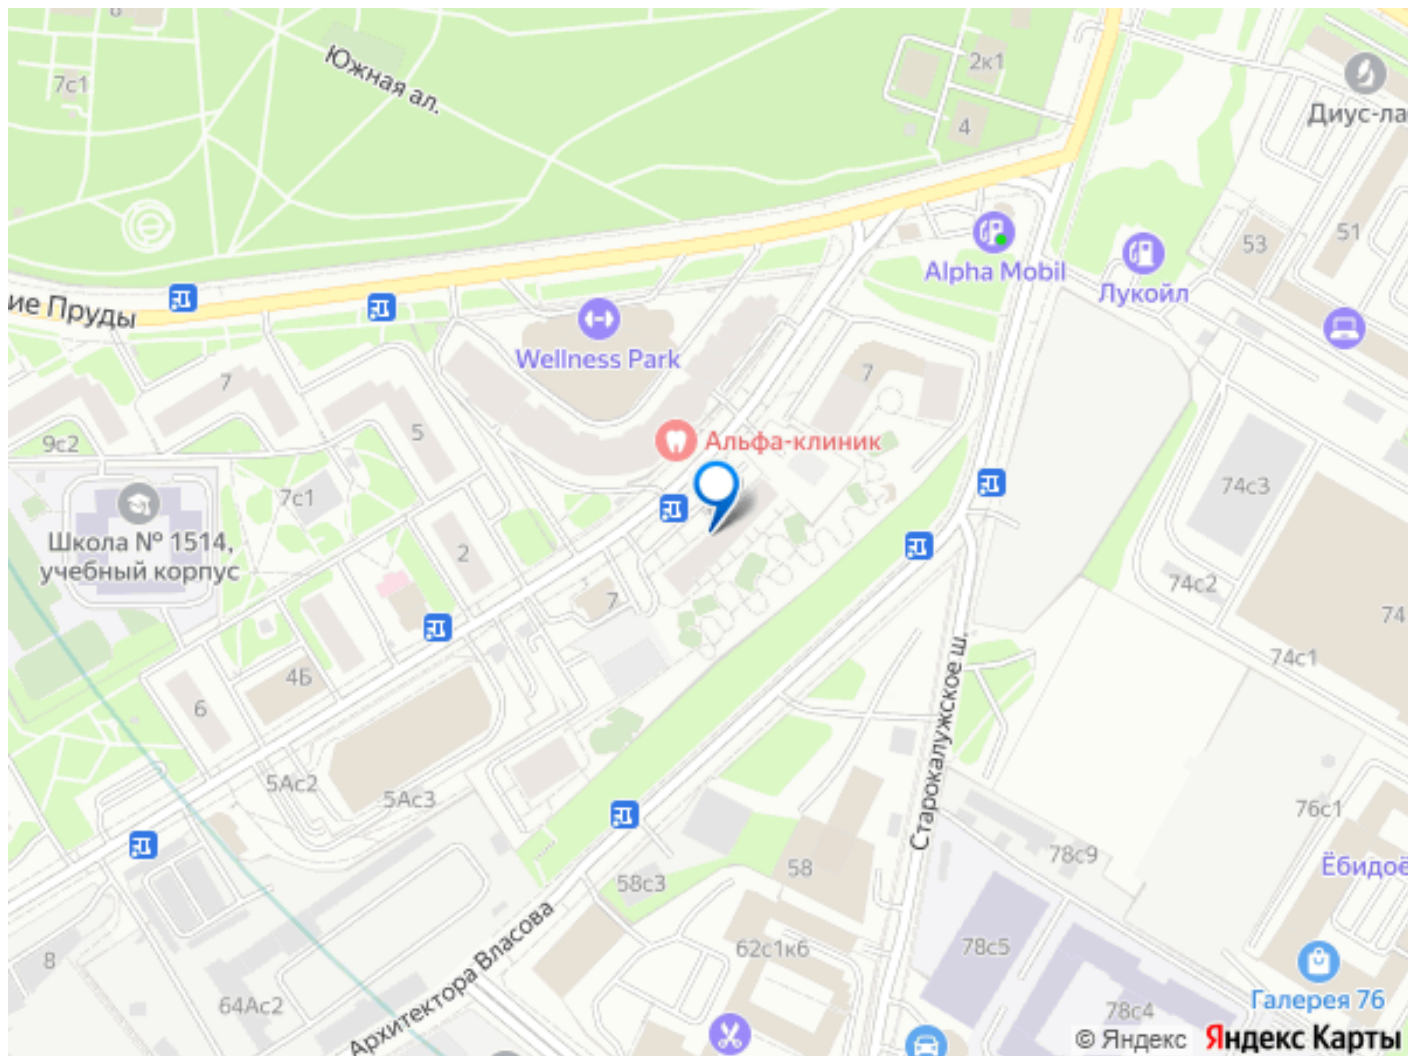 Южная ал.
7с1
2к1
4
Диус-ла
53
51
Alpha Mobil
Лукойл
ие Пруды
Wellness Park
7
7
5
9с2
Альфа-клиник
7с1
74с3
Школа № 1514,
учебный корпус
2
7
74с2
74
74с1
4Б
6
Старокалужское ш.
5Ас2
5Ас3
76с1
78с9
Ёбидоё
58
58с3
62с1к6
78с5
8
Архитектора Власова
64Ас2
78с4
Галерея 76
© Яндекс Яндекс Карты